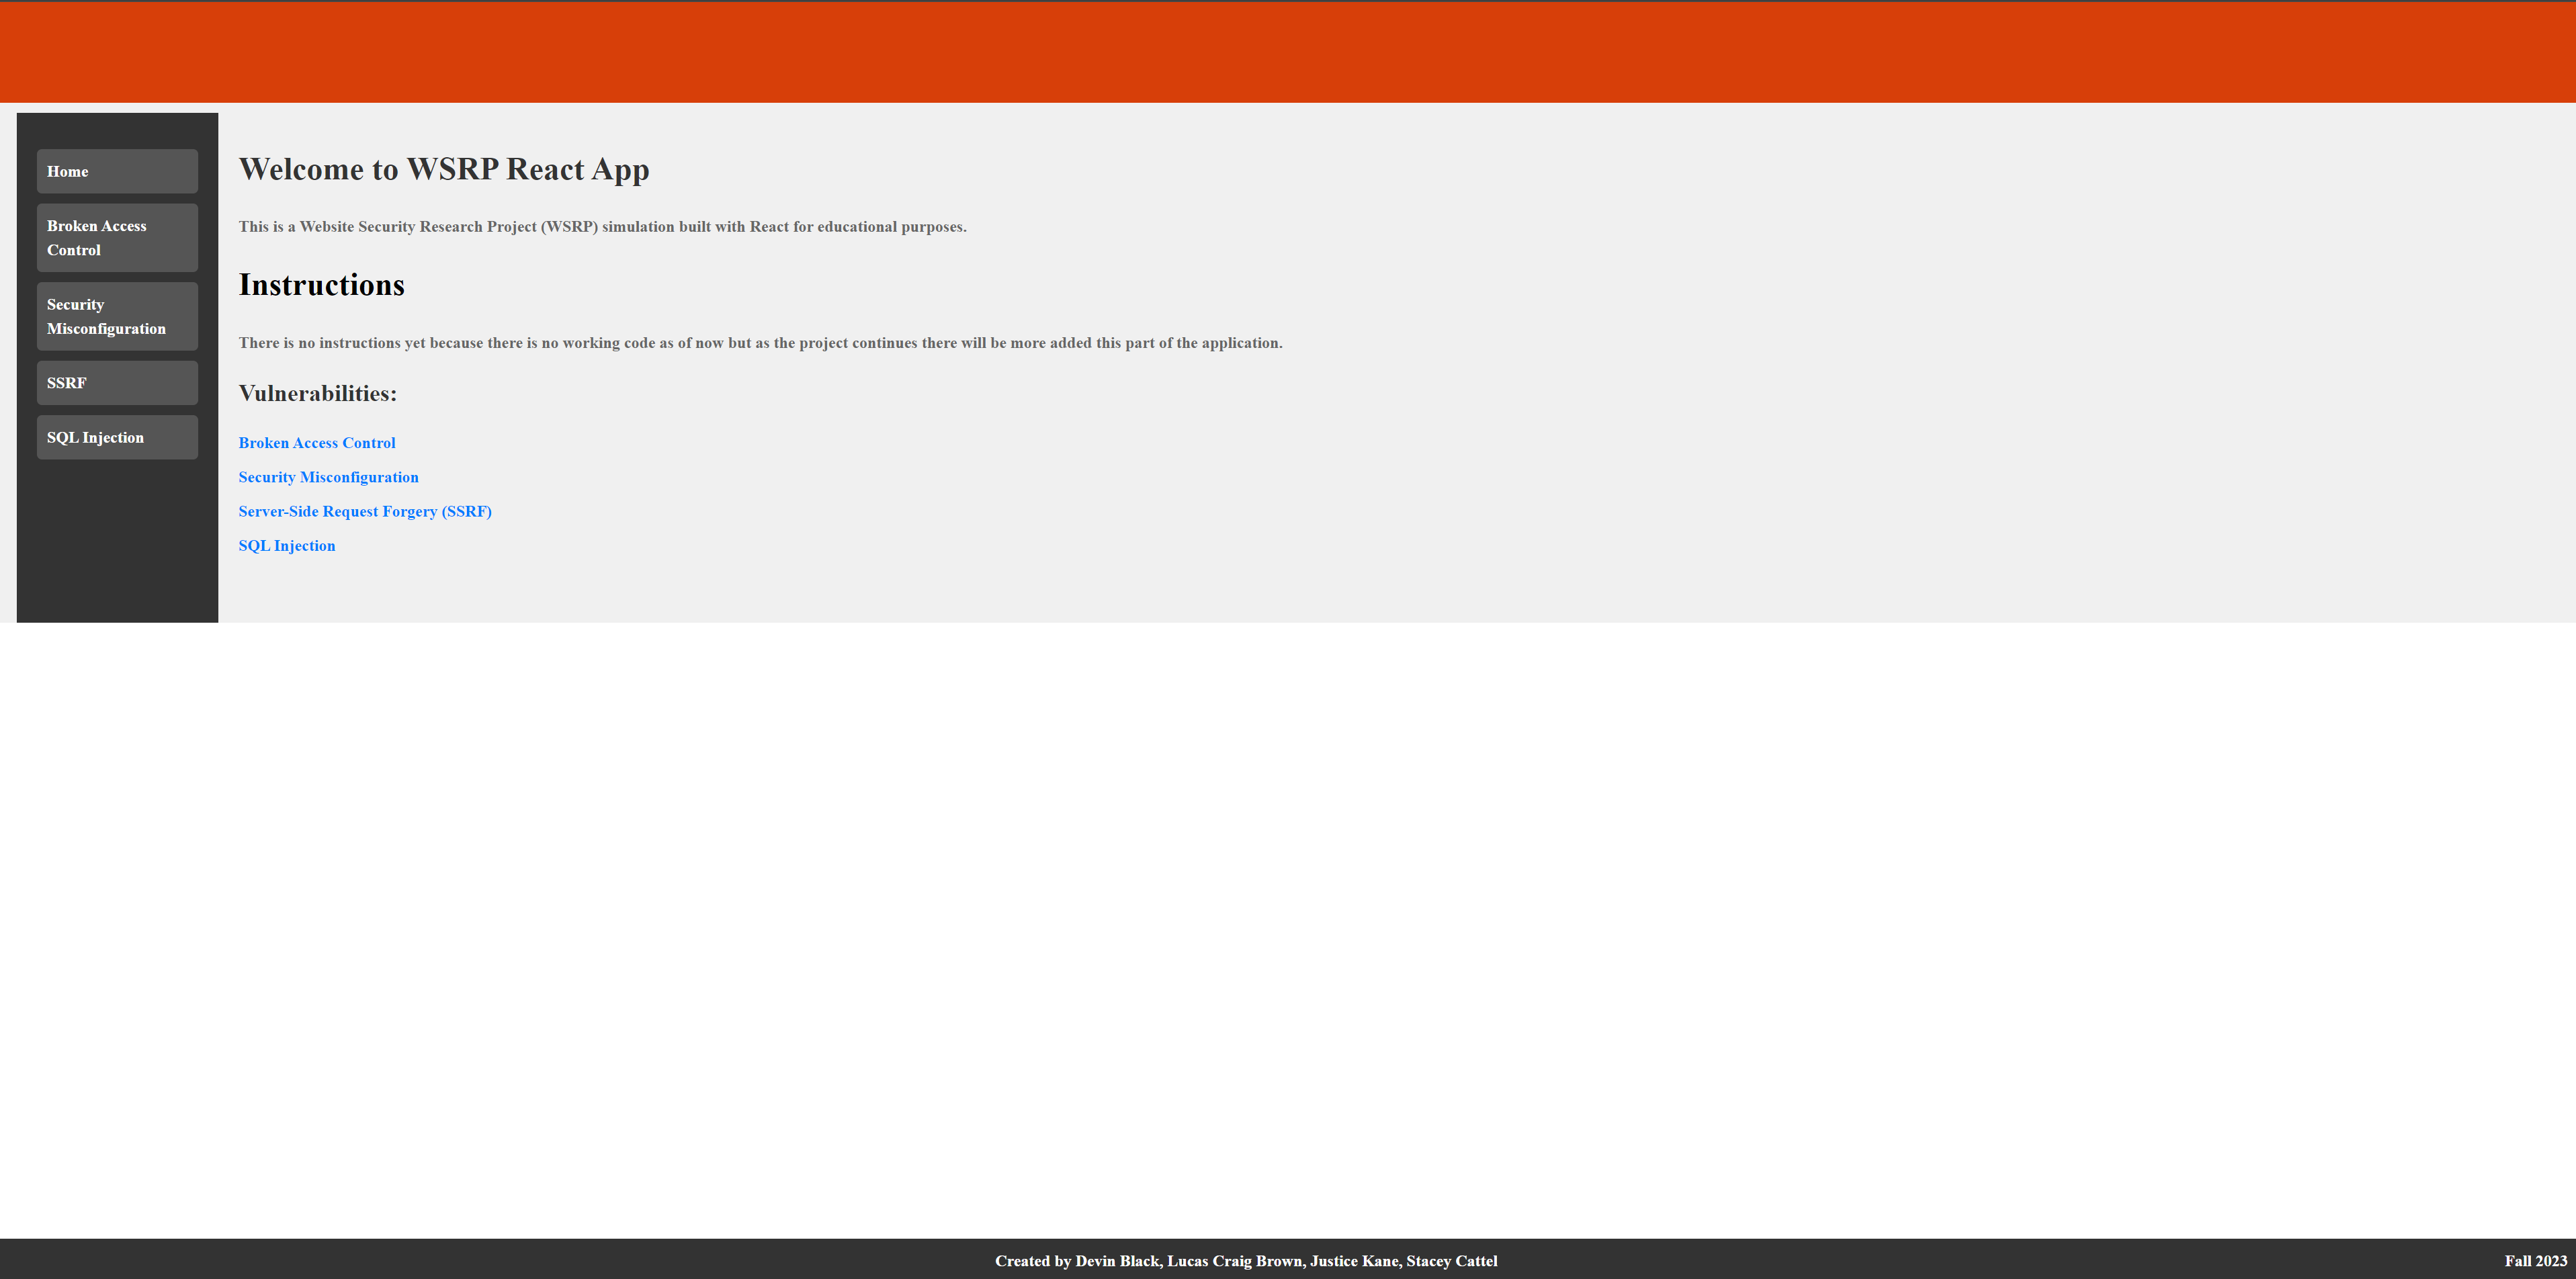 Home
Broken Access
Control
Security
Misconfiguration
SSRF
SQL Injection
Welcome to WSRP React App
This is a Website Security Research Project (WSRP) simulation built with React for educational purposes.
Instructions
There is no instructions yet because there is no working code as of now but as the project continues there will be more added this part of the application.
Vulnerabilities:
Broken Access Control
Security Misconfiguration
Server-Side Request Forgery (SSRF)
SQL Injection
Created by Devin Black, Lucas Craig Brown, Justice Kane, Stacey Cattel
Fall 2023